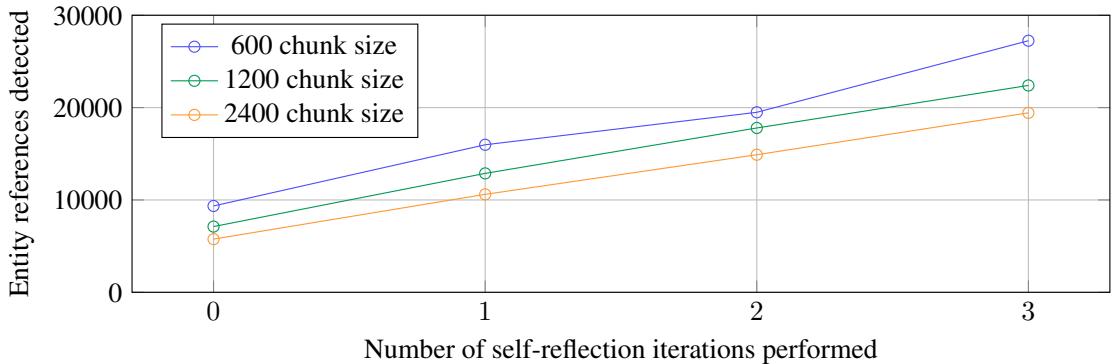 30000
20000
10000
0
Entity references detected
600 chunk size
1200 chunk size
2400 chunk size
0 1 2 3
Number of self-reflection iterations performed